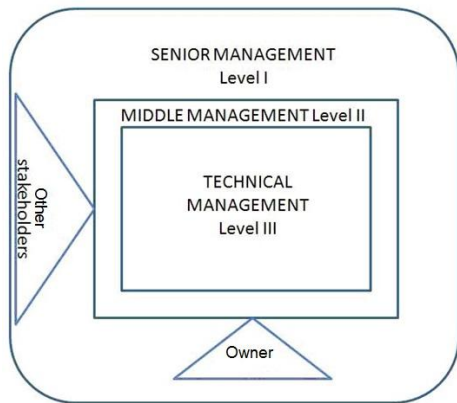 SENIOR MANAGEMENT
Level I
MIDDLE MANAGEMENT Level II
TECHNICAL
MANAGEMENT
Level III
Other
stakeholders
Owner